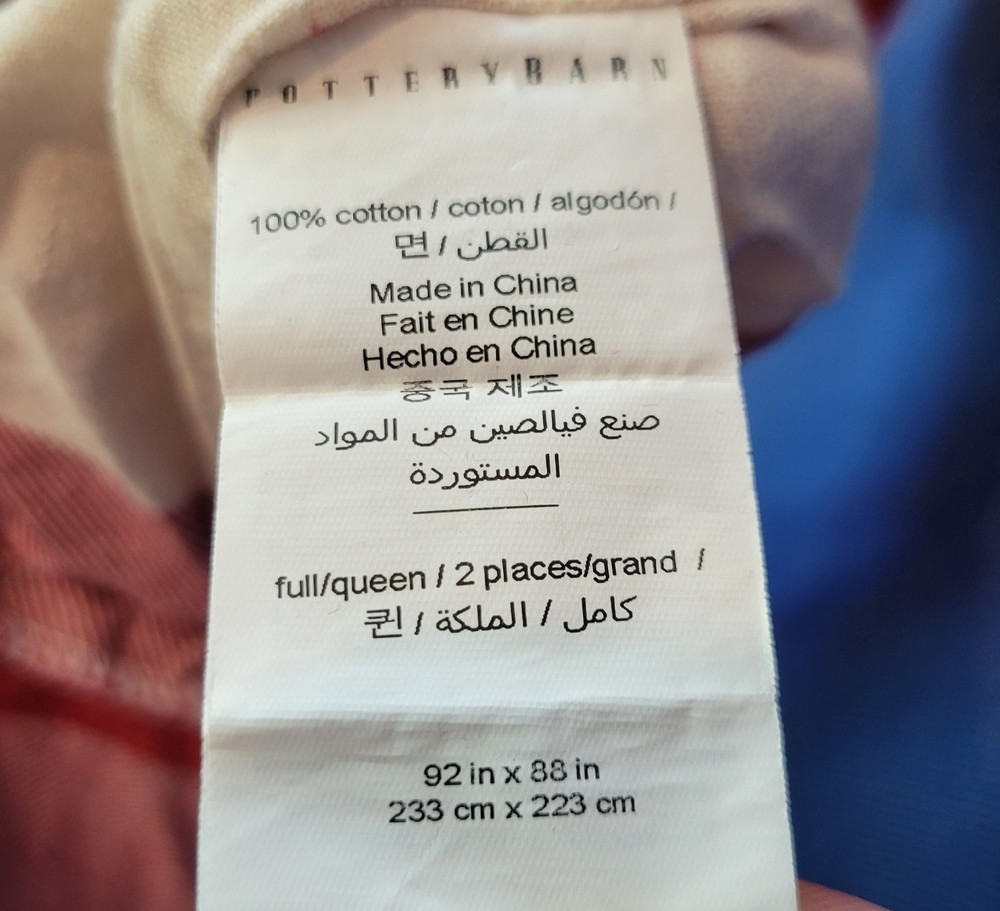 POTTERYBARN
100% cotton / coton / algodón /
면 / القطن
Made in China
Fait en Chine
Hecho en China
중국 제조
صنع فيالصين من المواد
المستوردة
full/queen / 2 places/grand /
퀸 / كامل / الملكة
92 in x 88 in
233 cm x 223 cm